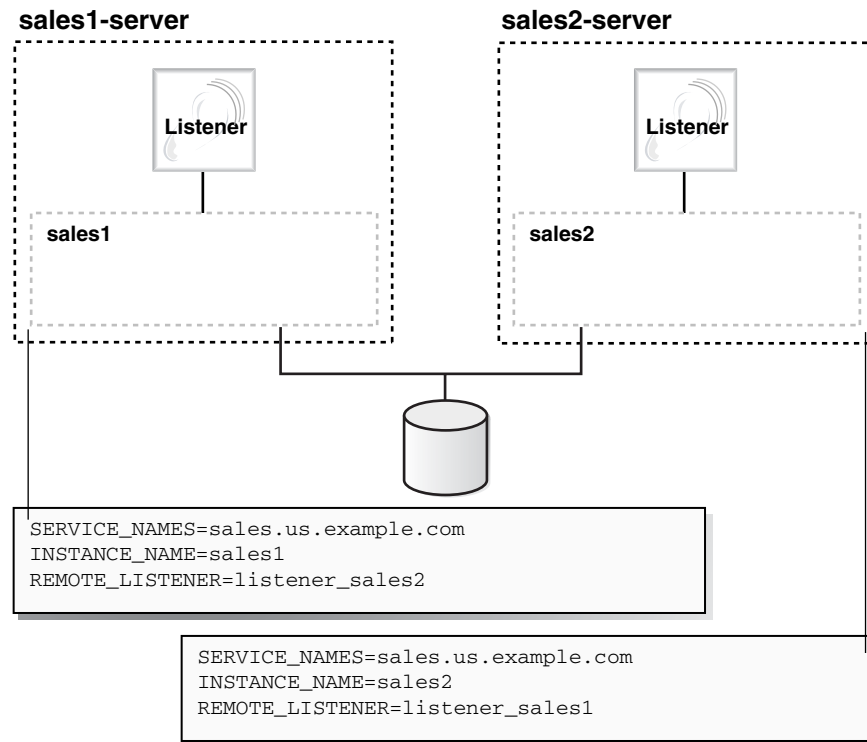 sales1-server
sales2-server
Listener
Listener
sales1
sales2
SERVICE_NAMES=sales.us.example.com
INSTANCE_NAME=sales1
REMOTE_LISTENER=listener_sales2
SERVICE_NAMES=sales.us.example.com
INSTANCE_NAME=sales2
REMOTE_LISTENER=listener_sales1